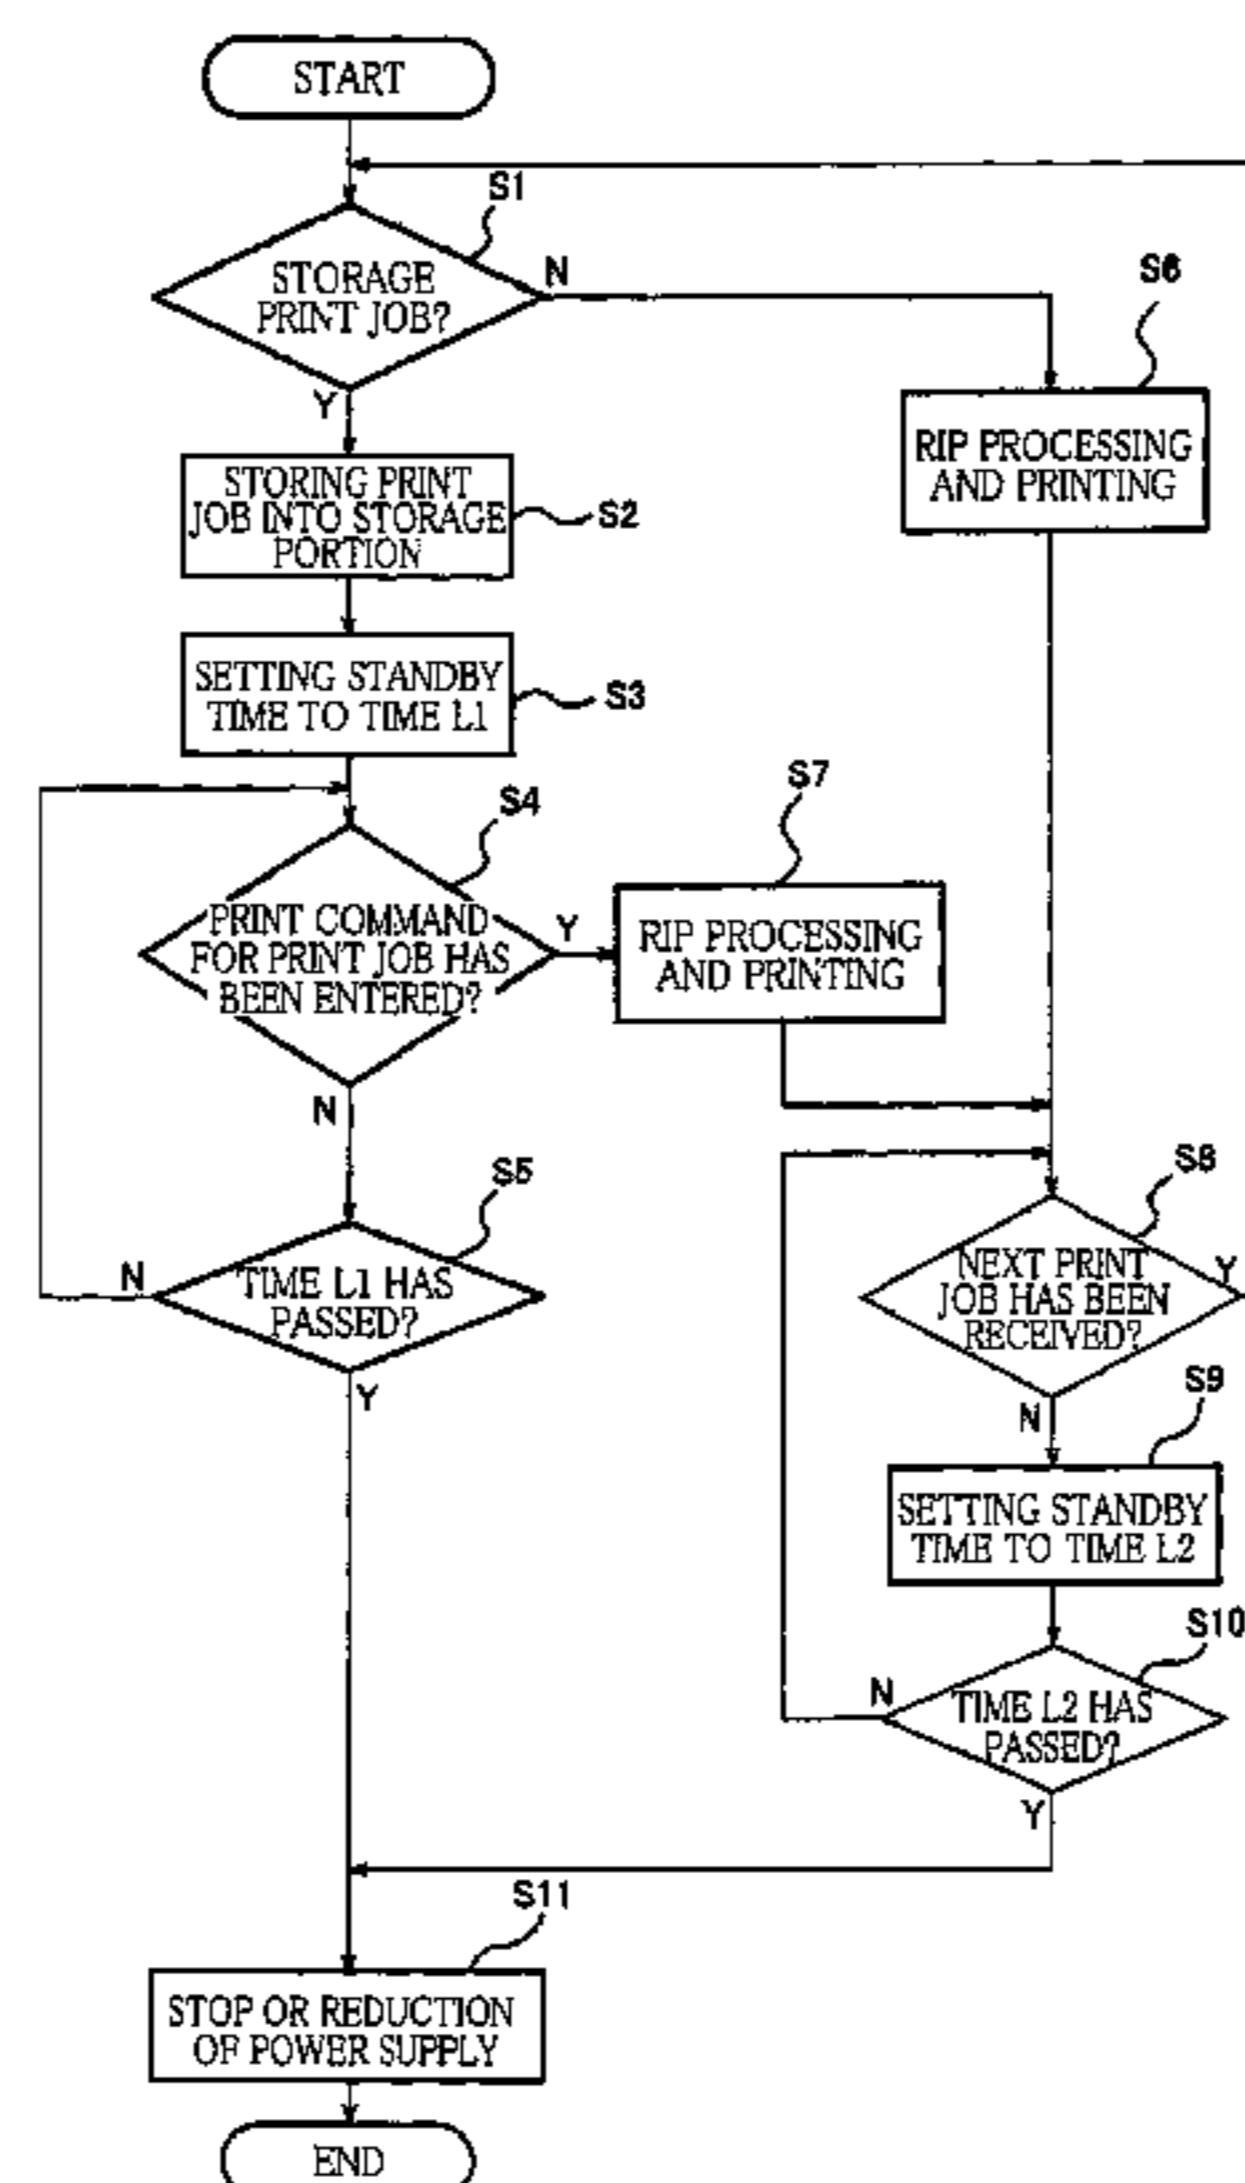 START
S1
STORAGE
PRINT JOB?
N
Y
S6
RIP PROCESSING
AND PRINTING
STORING PRINT
JOB INTO STORAGE
PORTION
S2
SETTING STANDBY
TIME TO TIME L1
S3
S4
PRINT COMMAND
FOR PRINT JOB HAS
BEEN ENTERED?
Y
N
S7
RIP PROCESSING
AND PRINTING
S5
TIME L1 HAS
PASSED?
N
Y
S8
NEXT PRINT
JOB HAS BEEN
RECEIVED?
Y
N
S9
SETTING STANDBY
TIME TO TIME L2
S10
TIME L2 HAS
PASSED?
N
Y
S11
STOP OR REDUCTION
OF POWER SUPPLY
END